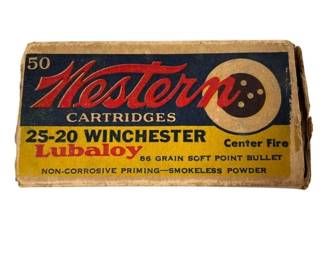 50
Western
CARTRIDGES
25-20 WINCHESTER
Center Fire
Lubaloy
86 GRAIN SOFT POINT BULLET
NON-CORROSIVE PRIMING—SMOKELESS POWDER